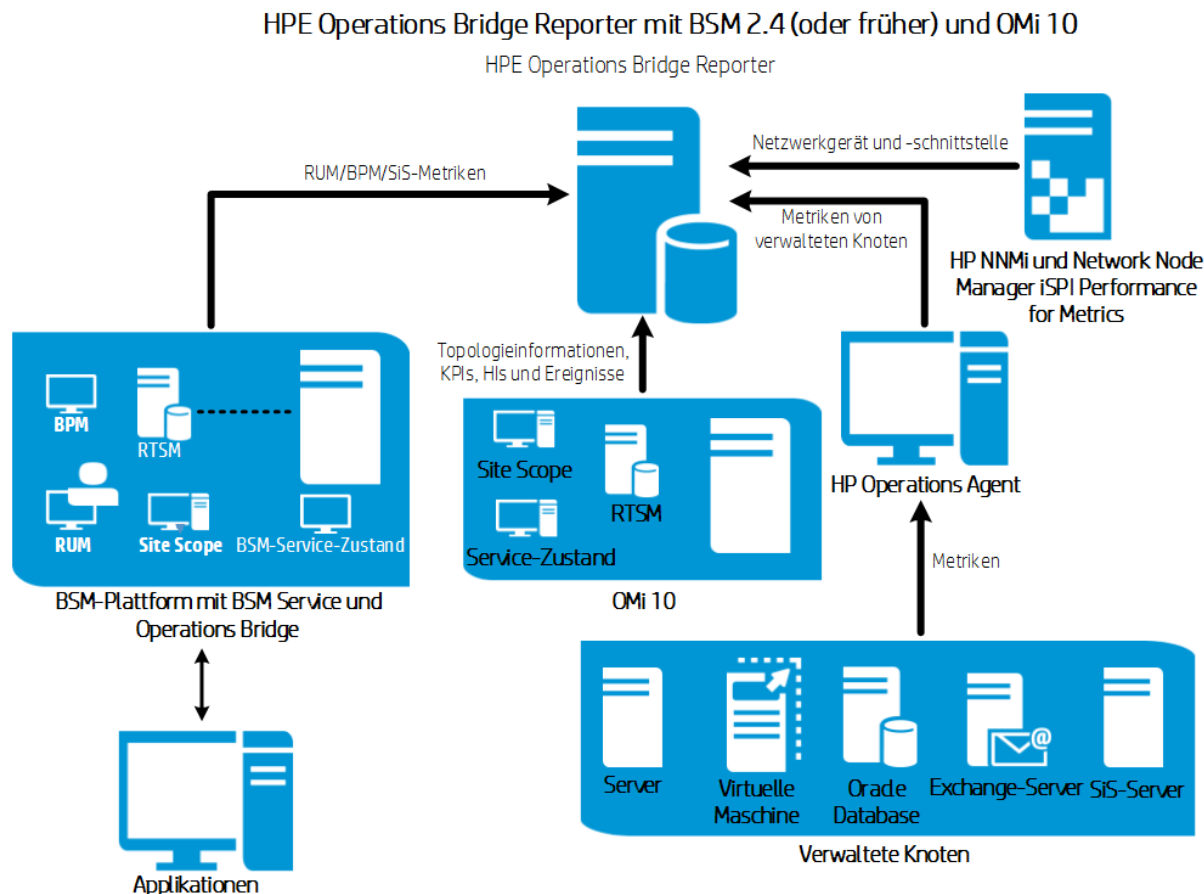 HPE Operations Bridge Reporter mit BSM 2.4 (oder früher) und OMi 10
HPE Operations Bridge Reporter
Netzwerkgerät und -schnittstelle
RUM/BPM/SiS-Metriken
Metriken von
verwalteten Knoten
HP NNMi und Network Node
Manager iSPI Performance
for Metrics
Topologieinformationen,
KPIs, HIs und Ereignisse
BPM
RTSM
RUM
Site Scope
BSM-Service-Zustand
BSM-Plattform mit BSM Service und
Operations Bridge
Site Scope
RTSM
Service-Zustand
OMi 10
HP Operations Agent
Metriken
Server
Virtuelle
Maschine
Oracle
Database
@
Exchange-Server
SiS-Server
Verwaltete Knoten
Applikationen